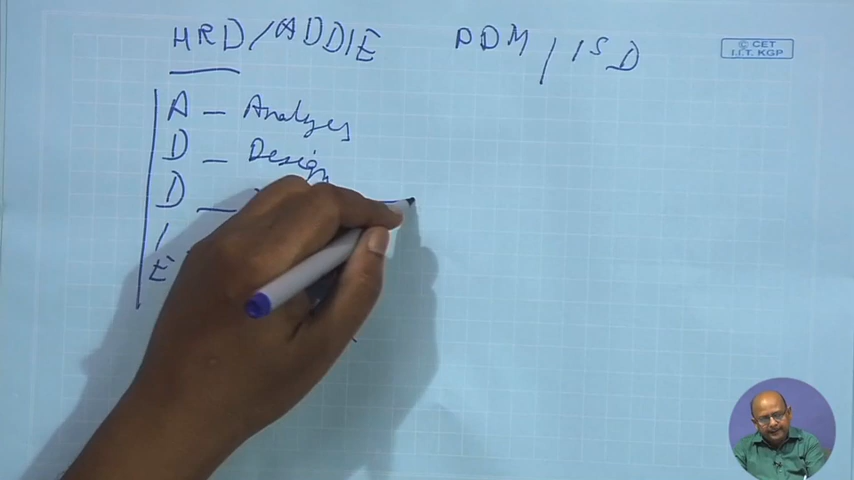 HRD/ADDIE PDM/ISD
© CET
I.I.T. KGP
A – Analyses
D – Design
D –
I
E